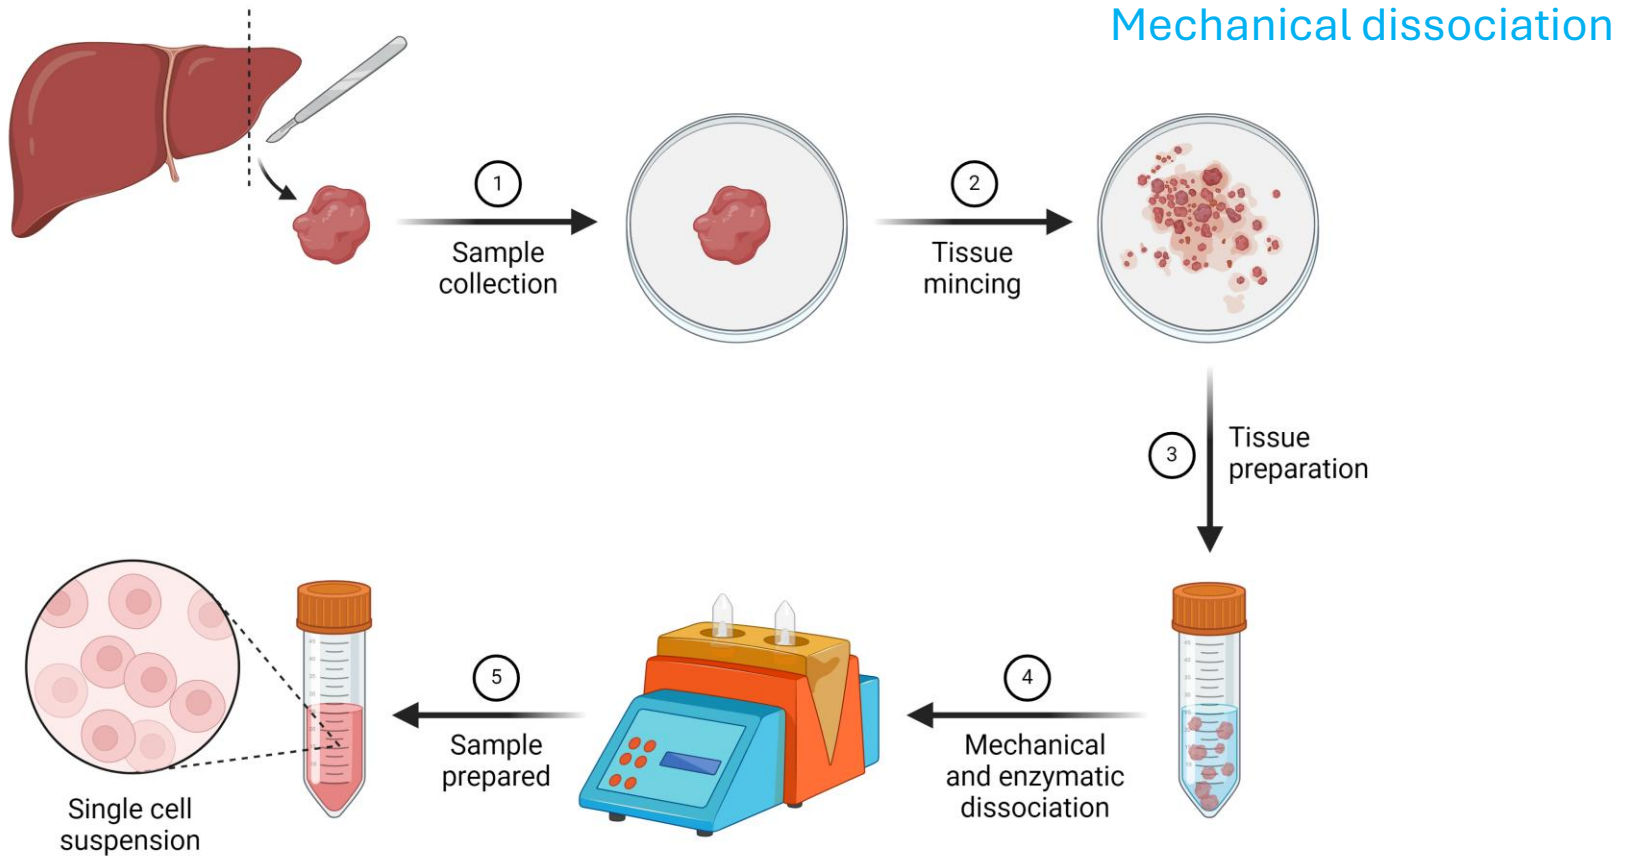 Mechanical dissociation
1
Sample
collection
2
Tissue
mincing
3
Tissue
preparation
4
Mechanical
and enzymatic
dissociation
5
Sample
prepared
Single cell
suspension